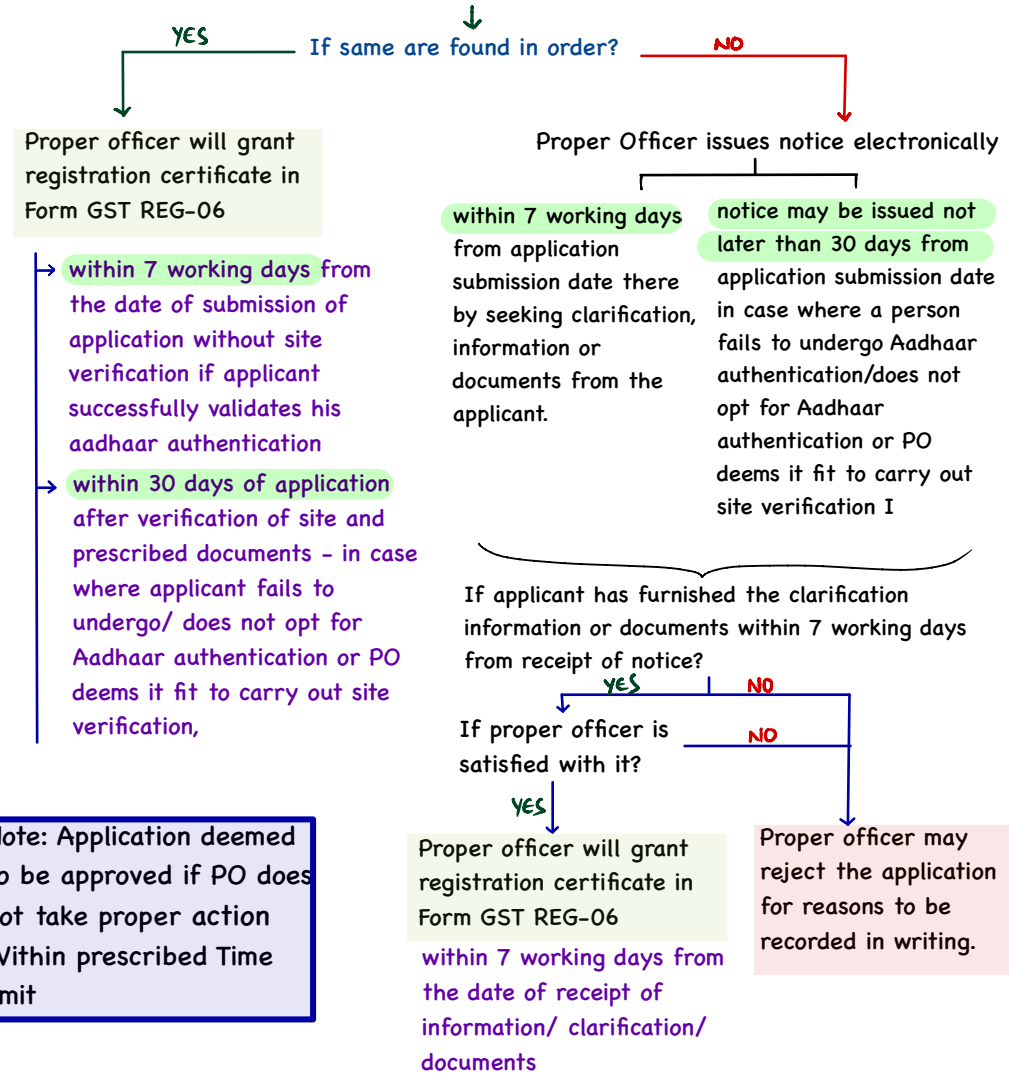 YES
If same are found in order?
NO
Proper officer will grant
registration certificate in
Form GST REG-06
within 7 working days from
the date of submission of
application without site
verification if applicant
successfully validates his
aadhaar authentication
within 30 days of application
after verification of site and
prescribed documents - in case
where applicant fails to
undergo/ does not opt for
Aadhaar authentication or PO
deems it fit to carry out site
verification,
Proper Officer issues notice electronically
within 7 working days
from application
submission date there
by seeking clarification,
information or
documents from the
applicant.
notice may be issued not
later than 30 days from
application submission date
in case where a person
fails to undergo Aadhaar
authentication/does not
opt for Aadhaar
authentication or PO
deems it fit to carry out
site verification I
If applicant has furnished the clarification
information or documents within 7 working days
from receipt of notice?
YES
NO
If proper officer is
satisfied with it?
NO
YES
Proper officer will grant
registration certificate in
Form GST REG-06
within 7 working days from
the date of receipt of
information/ clarification/
documents
Proper officer may
reject the application
for reasons to be
recorded in writing.
ote: Application deemed
o be approved if PO does
ot take proper action
Within prescribed Time
mit